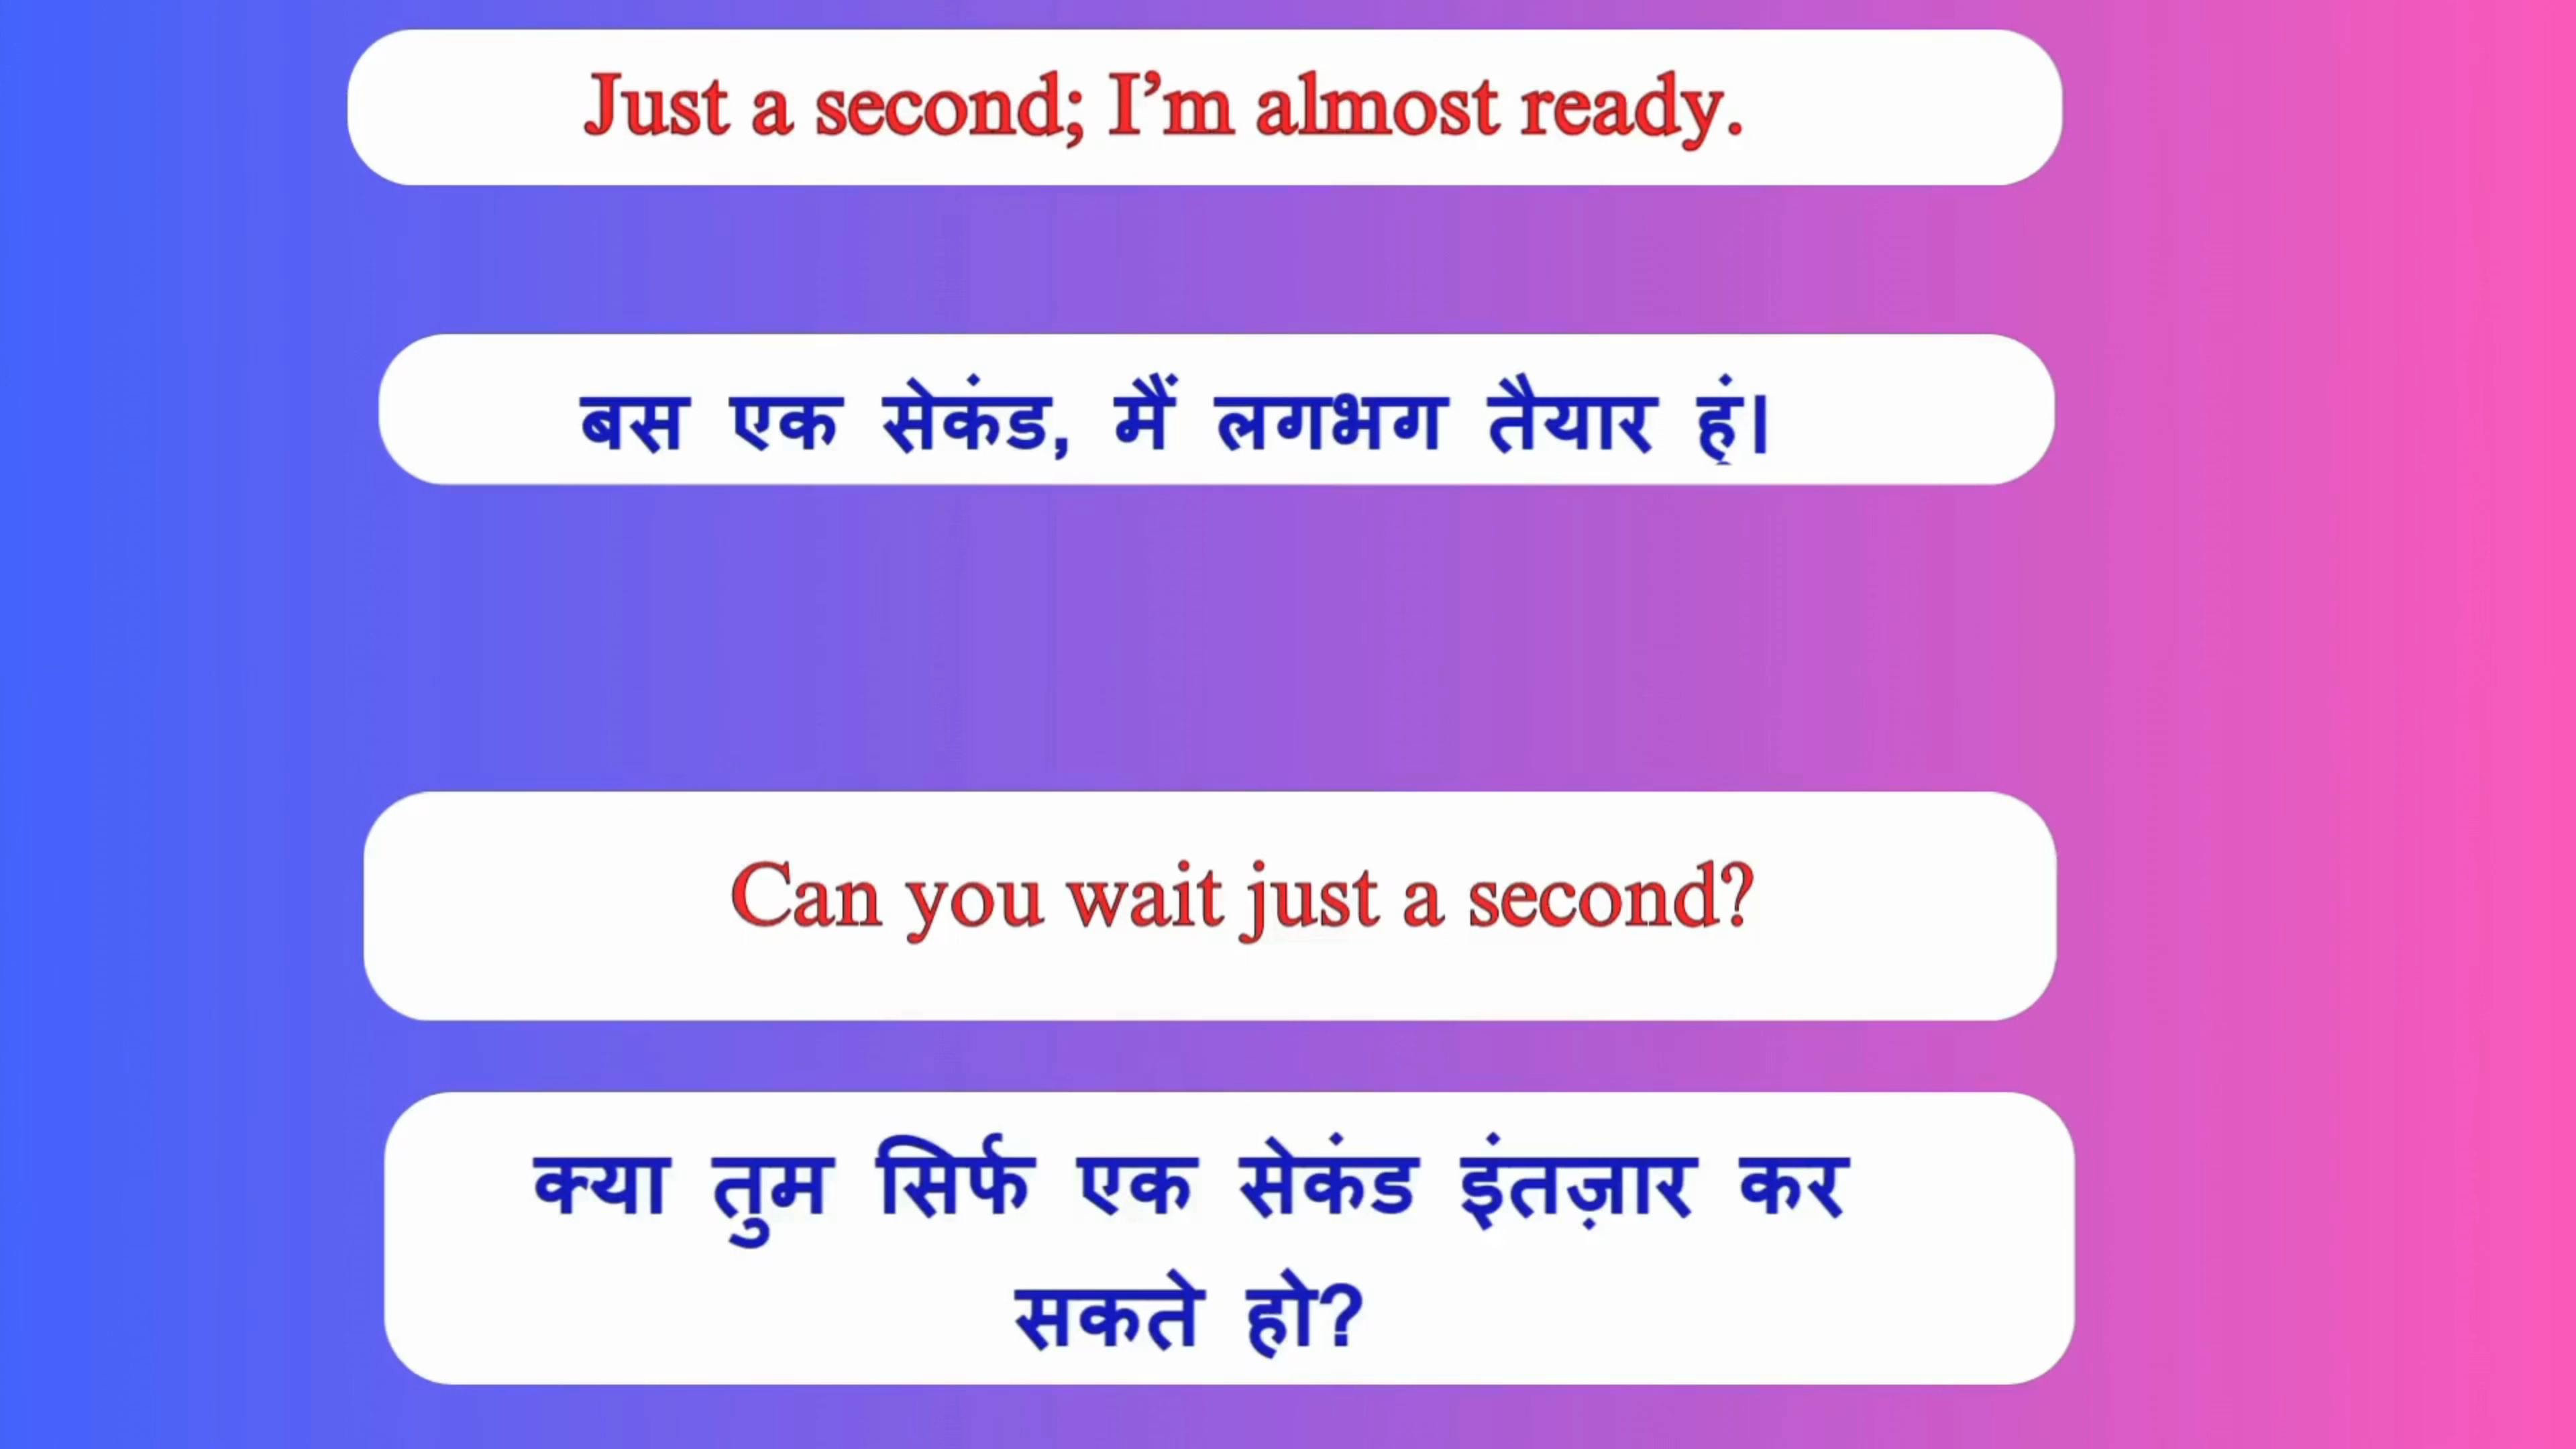 Just a second; I’m almost ready.
बस एक सेकंड, मैं लगभग तैयार हूं।
Can you wait just a second?
क्या तुम सिर्फ एक सेकंड इंतज़ार कर
सकते हो?